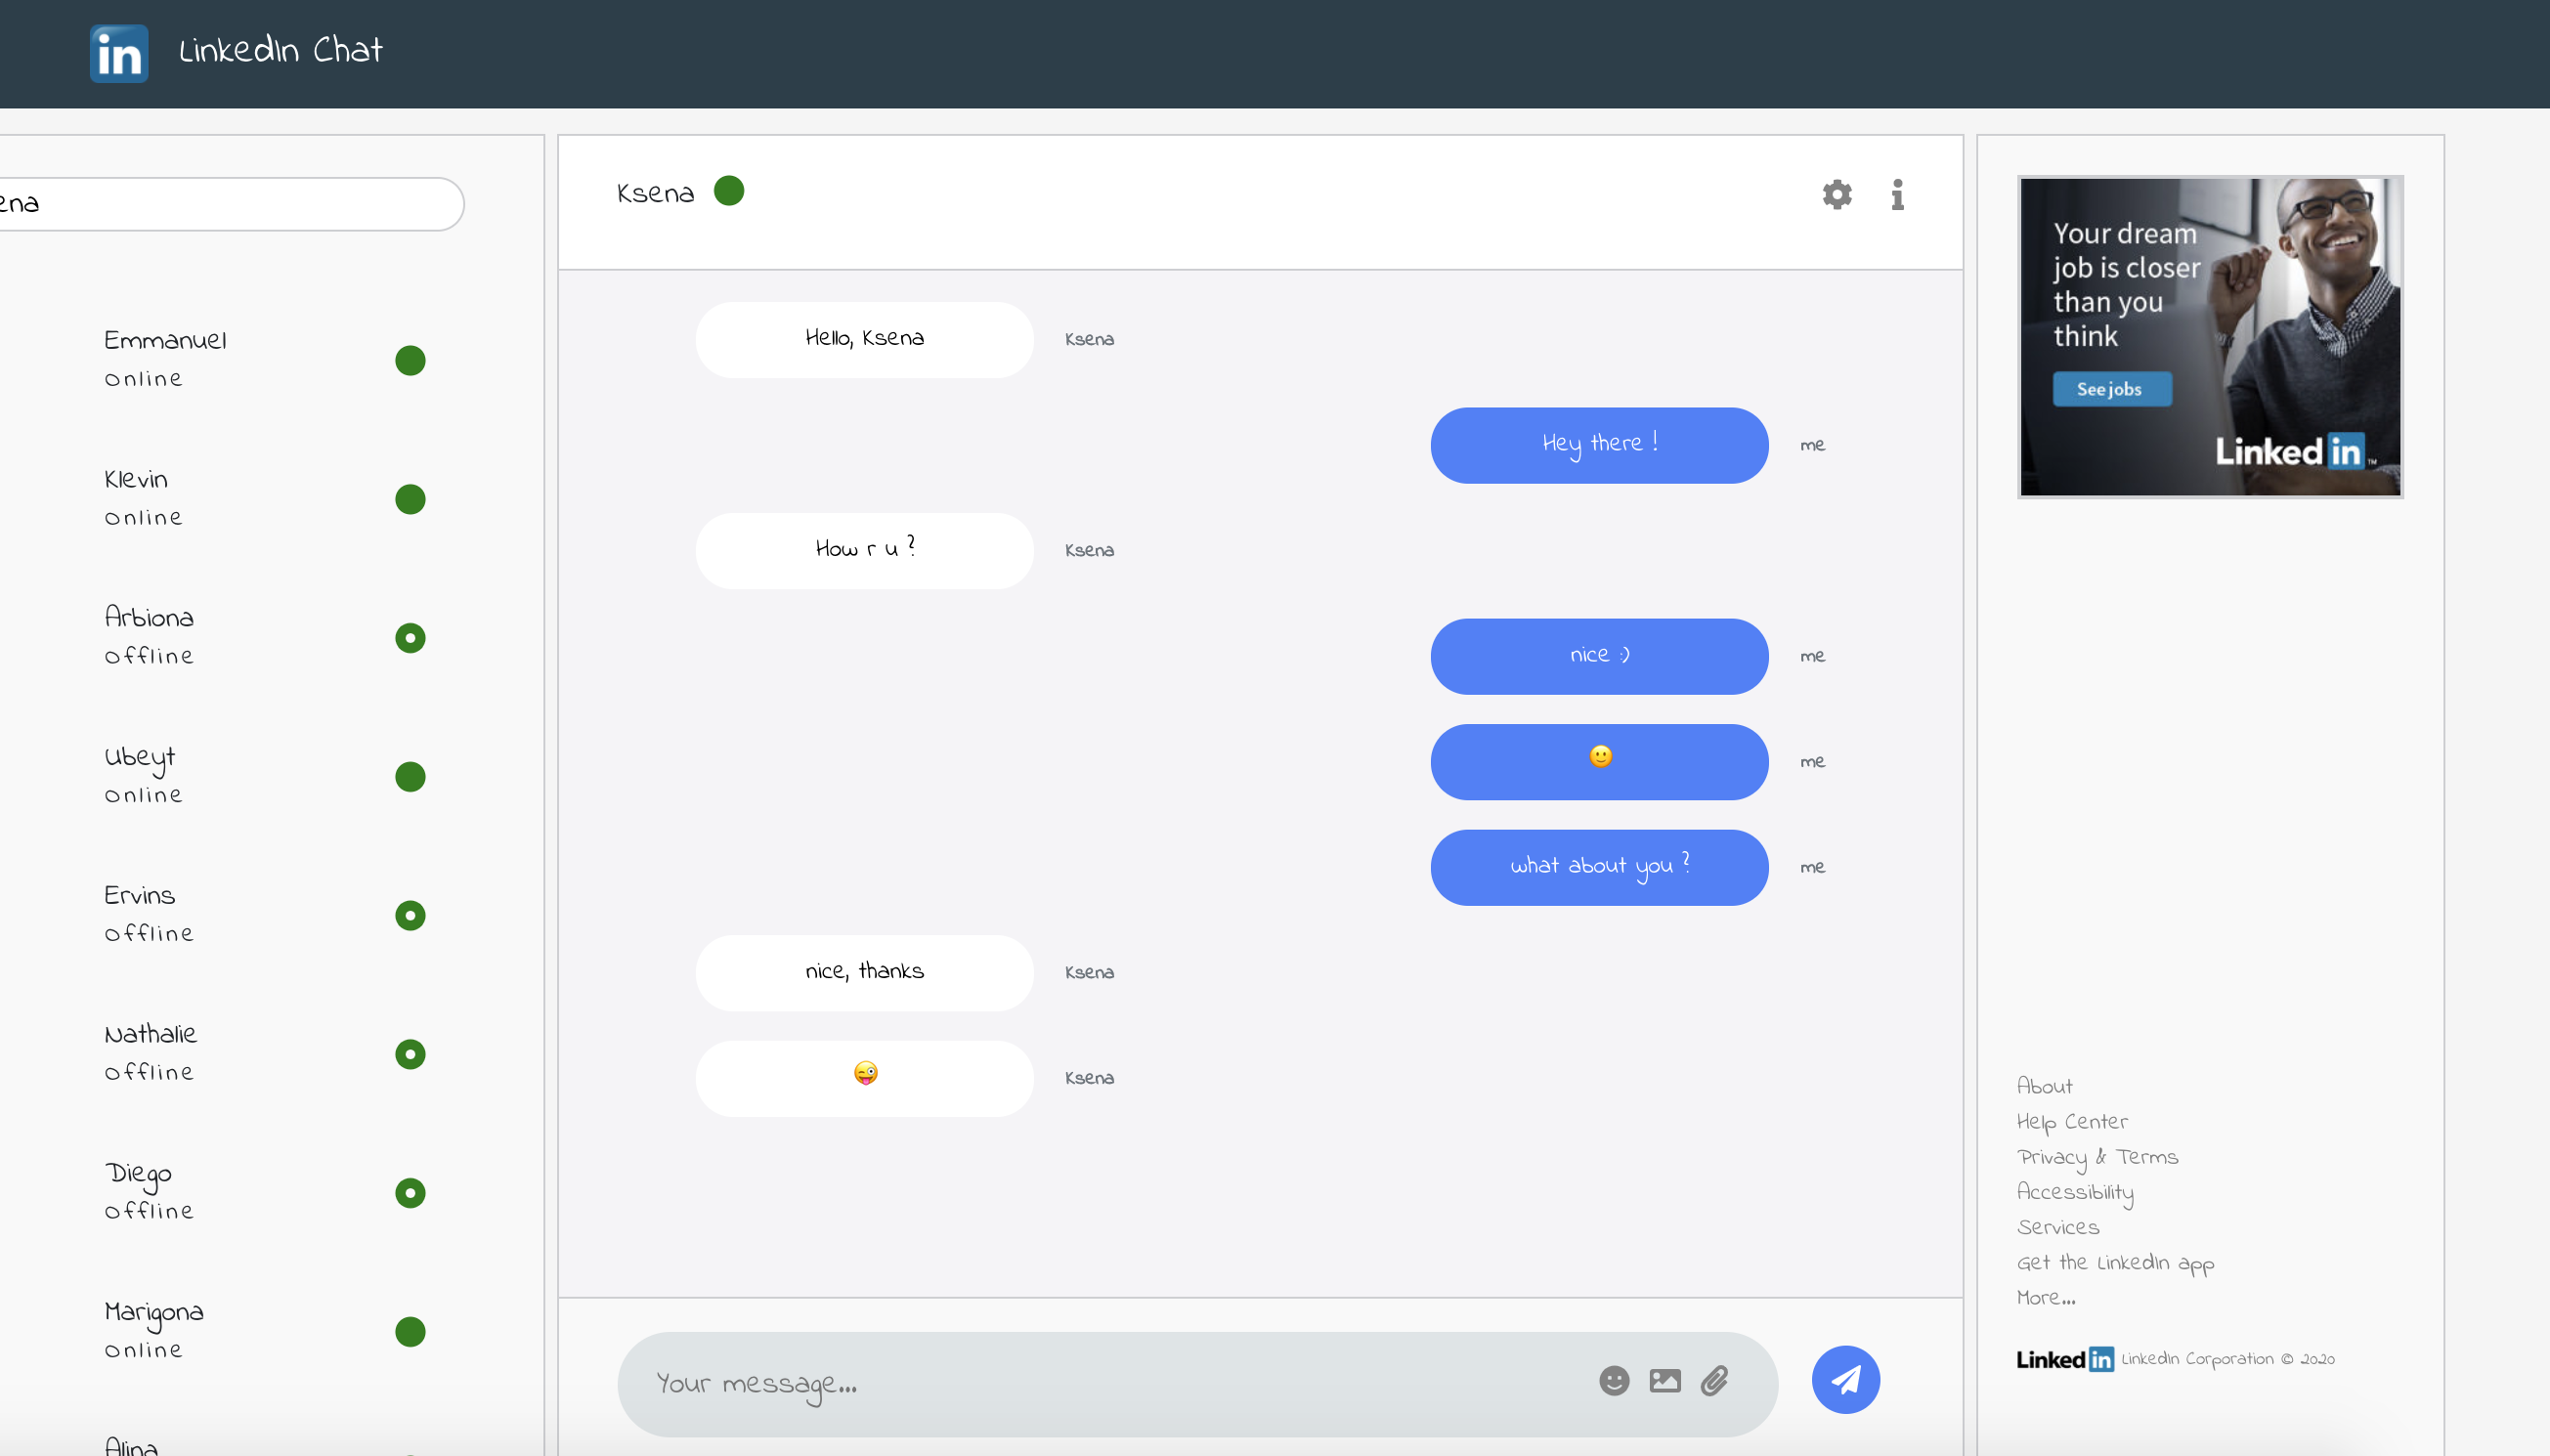 in LinkedIn Chat
ena
Emmanuel
Online
Klevin
Online
Arbiona
Offline
Ubeyt
Online
Ervins
Offline
Nathalie
Offline
Diego
Offline
Marigona
Online
Alina
Ksena
Hello, Ksena Ksena
Hey there ! me
How r u ? Ksena
nice :) me
🙂 me
what about you ? me
nice, thanks Ksena
😜 Ksena
Your message...
Your dream
job is closer
than you
think
See jobs
Linked in ™
About
Help Center
Privacy & Terms
Accessibility
Services
Get the LinkedIn app
More...
Linked in LinkedIn Corporation © 2020